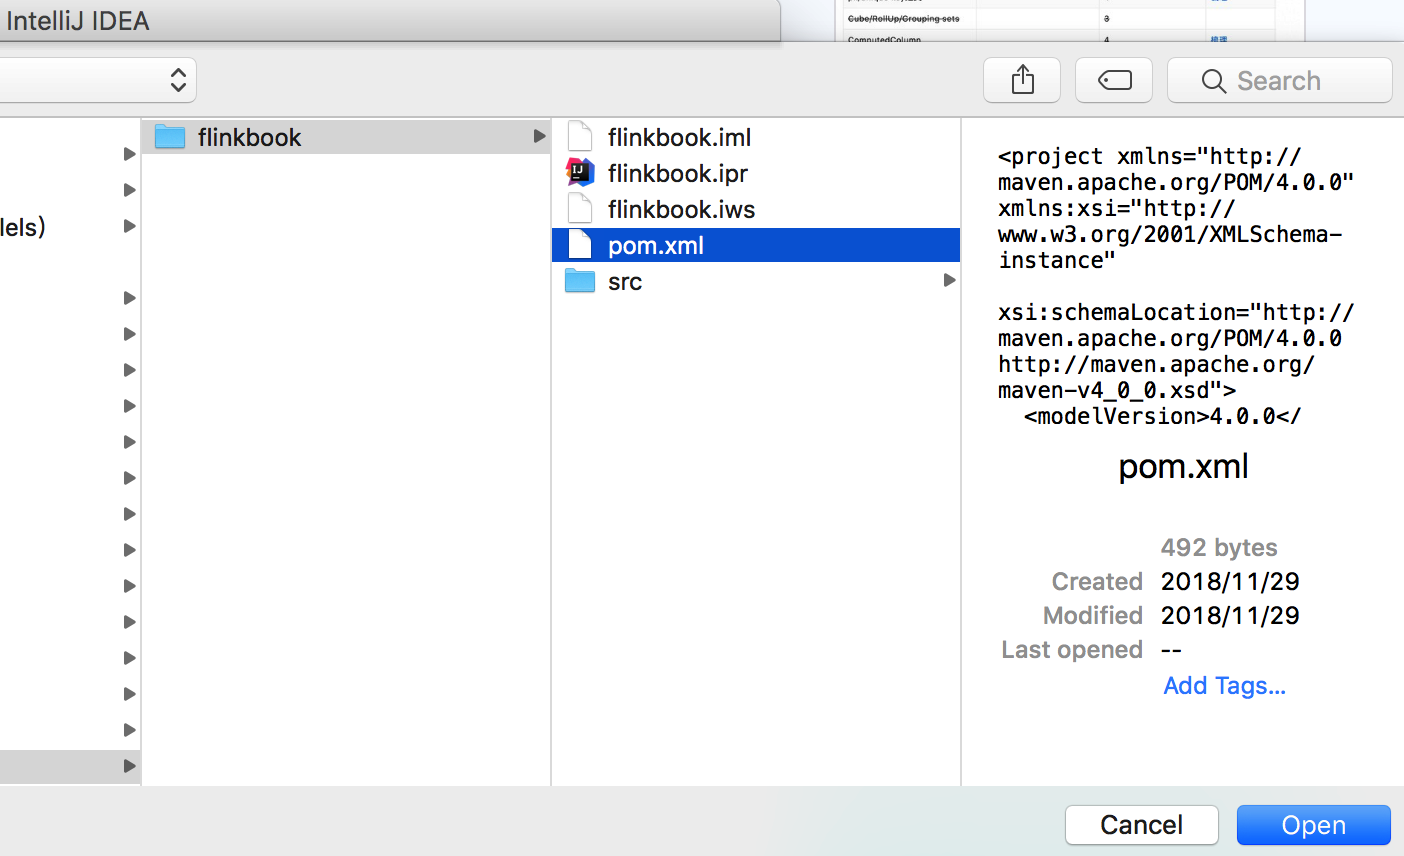 IntelliJ IDEA
Cube/RollUp/Grouping sets
3
ComputedColumn
4
梳理
Search
lels)
flinkbook
flinkbook.iml
flinkbook.ipr
flinkbook.iws
pom.xml
src
<project xmlns="http://
maven.apache.org/POM/4.0.0"
xmlns:xsi="http://
www.w3.org/2001/XMLSchema-
instance"
xsi:schemaLocation="http://
maven.apache.org/POM/4.0.0
http://maven.apache.org/
maven-v4_0_0.xsd">
<modelVersion>4.0.0</
pom.xml
492 bytes
Created 2018/11/29
Modified 2018/11/29
Last opened --
Add Tags...
Cancel
Open